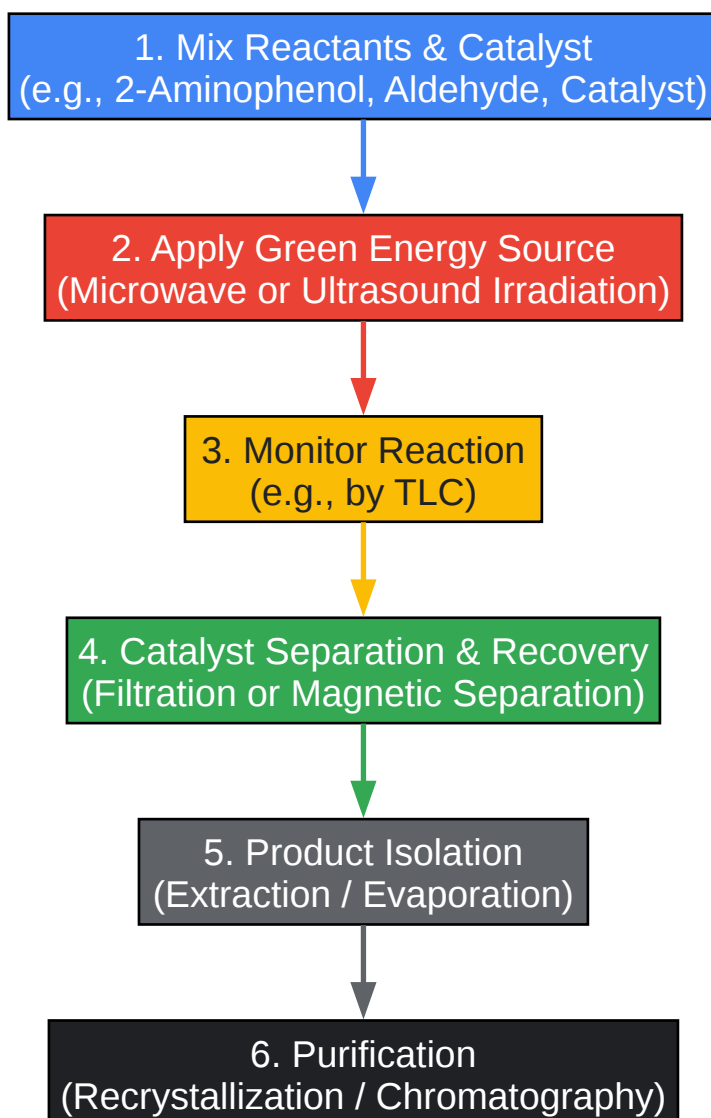 1. Mix Reactants & Catalyst
(e.g., 2-Aminophenol, Aldehyde, Catalyst)
2. Apply Green Energy Source
(Microwave or Ultrasound Irradiation)
3. Monitor Reaction
(e.g., by TLC)
4. Catalyst Separation & Recovery
(Filtration or Magnetic Separation)
5. Product Isolation
(Extraction / Evaporation)
6. Purification
(Recrystallization / Chromatography)